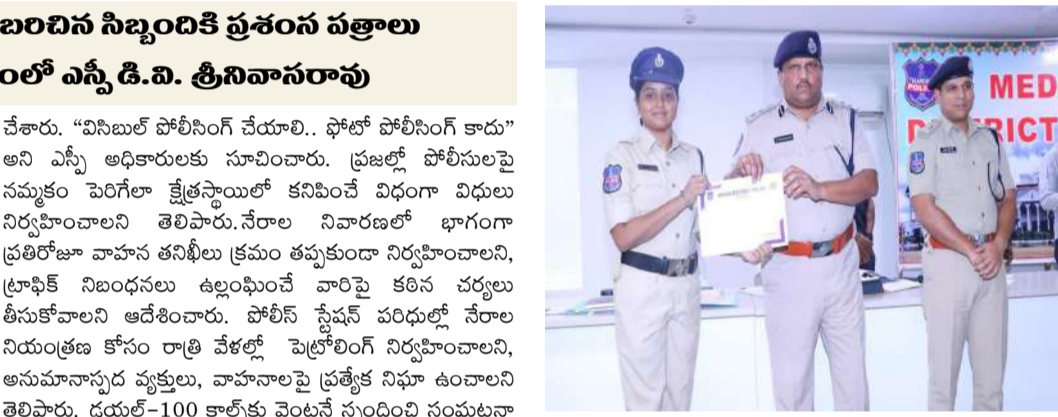 బరిచిన సిబ్బందికి ప్రశంస పత్రాలు
ంలో ఎస్పీ డి.వి. శ్రీనివాసరావు
చేశారు. “విసిబుల్ పోలీసింగ్ చేయాలి.. ఫోటో పోలీసింగ్ కాదు”
అని ఎస్పీ అధికారులకు సూచించారు. ప్రజల్లో పోలీసులపై
నమ్మకం పెరిగేలా క్షేత్రస్థాయిలో కనిపించే విధంగా విధులు
నిర్వహించాలని తెలిపారు.నేరాల నివారణలో భాగంగా
ప్రతిరోజూ వాహన తనిఖీలు క్రమం తప్పకుండా నిర్వహించాలని,
ట్రాఫిక్ నిబంధనలు ఉల్లంఘించే వారిపై కఠిన చర్యలు
తీసుకోవాలని ఆదేశించారు. పోలీస్ స్టేషన్ పరిధుల్లో నేరాల
నియంత్రణ కోసం రాత్రి వేళల్లో పెట్రోలింగ్ నిర్వహించాలని,
అనుమానాస్పద వ్యక్తులు, వాహనాలపై ప్రత్యేక నిఘా ఉంచాలని
తెలిపారు. డయల్-100 కాల్స్‌కు వెంటనే స్పందించి సంఘటనా
MED
DISTRICT
POLICE